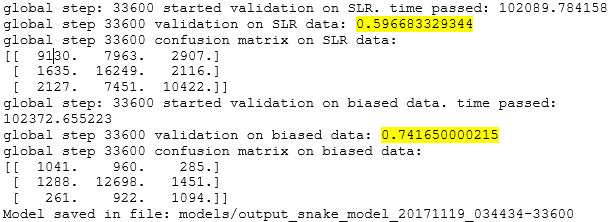 global step: 33600 started validation on SLR. time passed: 102089.784158
global step 33600 validation on SLR data: 0.596683329344
global step 33600 confusion matrix on SLR data:
[[ 9130. 7963. 2907.]
[ 1635. 16249. 2116.]
[ 2127. 7451. 10422.]]
global step: 33600 started validation on biased data. time passed:
102372.655223
global step 33600 validation on biased data: 0.741650000215
global step 33600 confusion matrix on biased data:
[[ 1041. 960. 285.]
[ 1288. 12698. 1451.]
[ 261. 922. 1094.]]
Model saved in file: models/output_snake_model_20171119_034434-33600